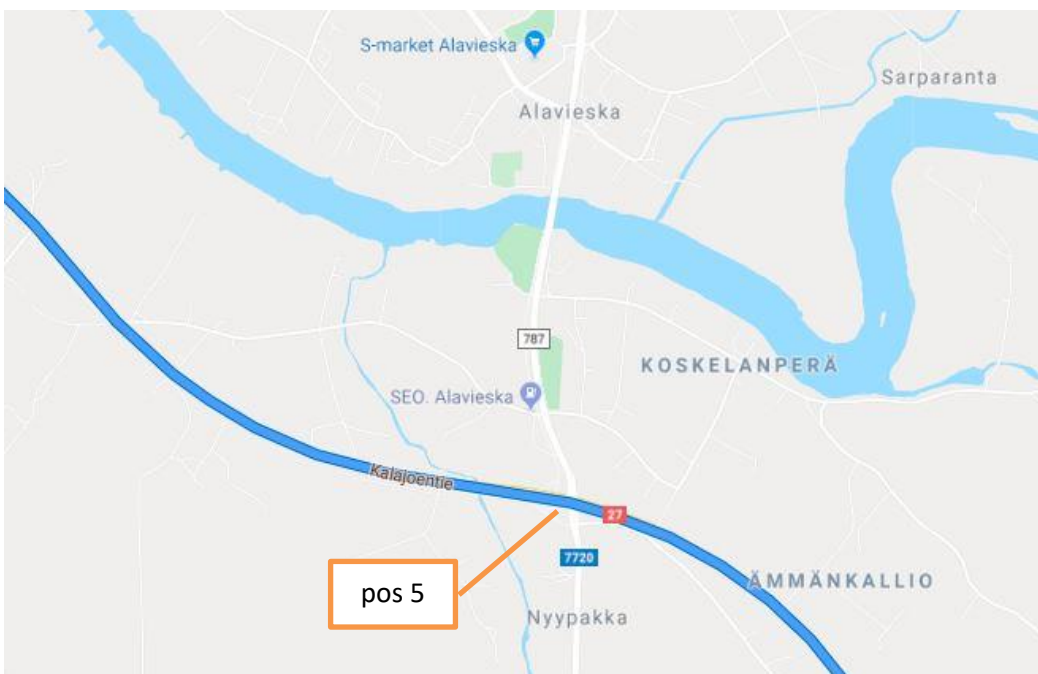 S-market Alavieska
Sarparanta
Alavieska
787
KOSKELANPERÄ
SEO. Alavieska
Kalajoentie
27
7720
pos 5
ÄMMÄNKALLIO
Nyypakka